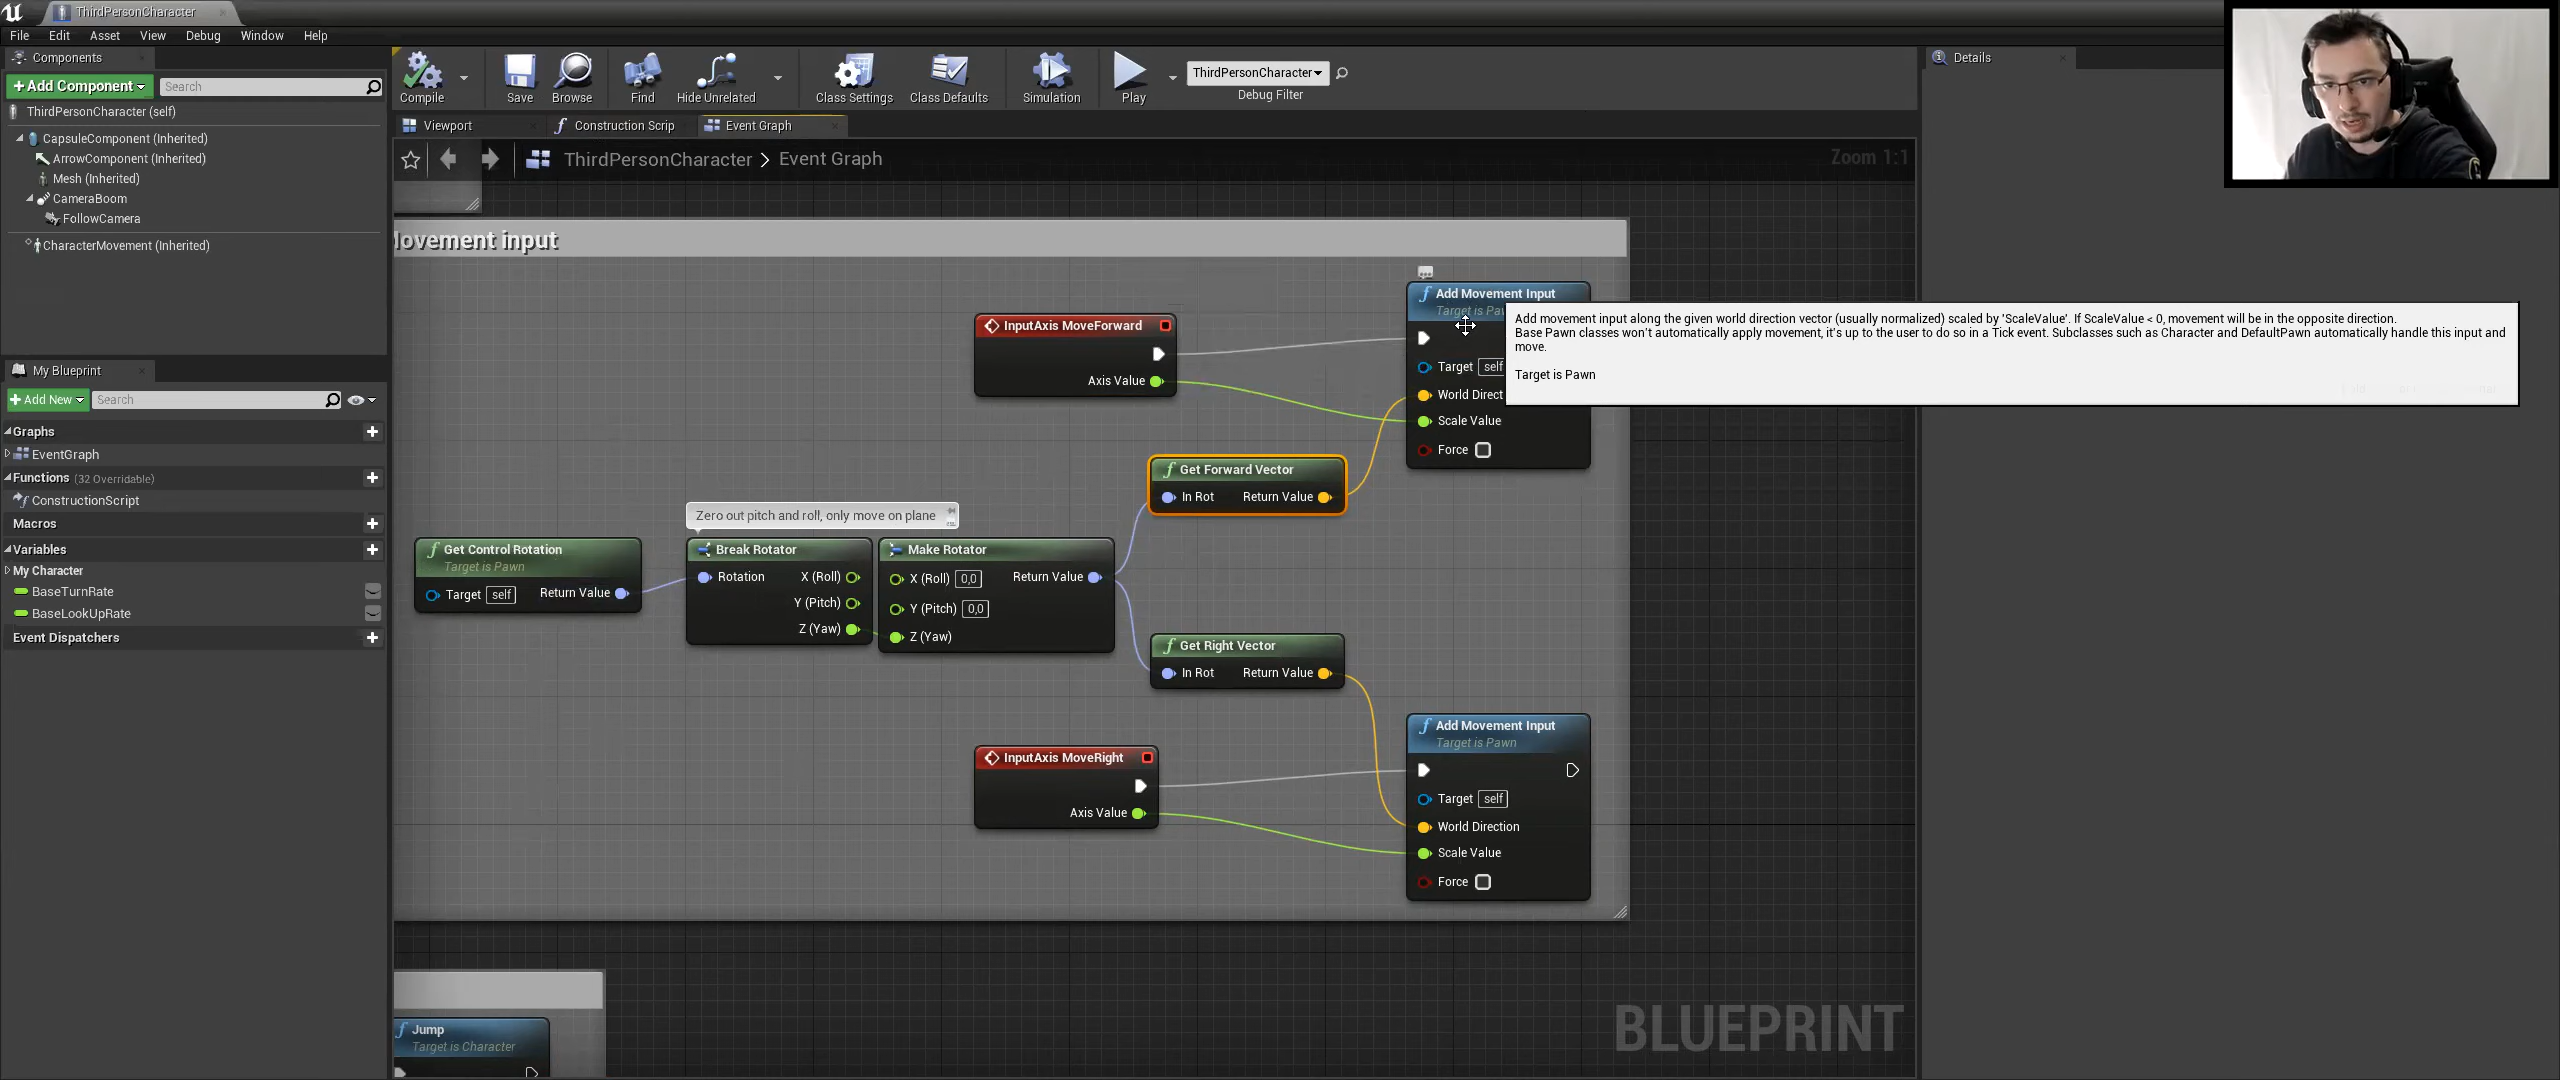 ThirdPersonCharacter
File Edit Asset View Debug Window Help
Components
Add Component
Search
ThirdPersonCharacter (self)
CapsuleComponent (Inherited)
ArrowComponent (Inherited)
Mesh (Inherited)
CameraBoom
FollowCamera
CharacterMovement (Inherited)
My Blueprint
Add New
Search
Graphs
EventGraph
Functions (32 Overridable)
ConstructionScript
Macros
Variables
My Character
BaseTurnRate
BaseLookUpRate
Event Dispatchers
Compile
Save
Browse
Find
Hide Unrelated
Class Settings
Class Defaults
Simulation
Play
ThirdPersonCharacter
Debug Filter
Details
Viewport
Construction Scrip
Event Graph
ThirdPersonCharacter > Event Graph
Zoom 1:1
Movement input
InputAxis MoveForward
Axis Value
Add Movement Input
Target is Paw
Target self
World Direct
Scale Value
Force
Add movement input along the given world direction vector (usually normalized) scaled by 'ScaleValue'. If ScaleValue < 0, movement will be in the opposite direction.
Base Pawn classes won't automatically apply movement, it's up to the user to do so in a Tick event. Subclasses such as Character and DefaultPawn automatically handle this input and
move.
Target is Pawn
Get Forward Vector
In Rot Return Value
Zero out pitch and roll, only move on plane
Get Control Rotation
Target is Pawn
Target self Return Value
Break Rotator
Rotation X (Roll)
Y (Pitch)
Z (Yaw)
Make Rotator
X (Roll) 0,0 Return Value
Y (Pitch) 0,0
Z (Yaw)
Get Right Vector
In Rot Return Value
InputAxis MoveRight
Axis Value
Add Movement Input
Target is Pawn
Target self
World Direction
Scale Value
Force
Jump
Target is Character
BLUEPRINT